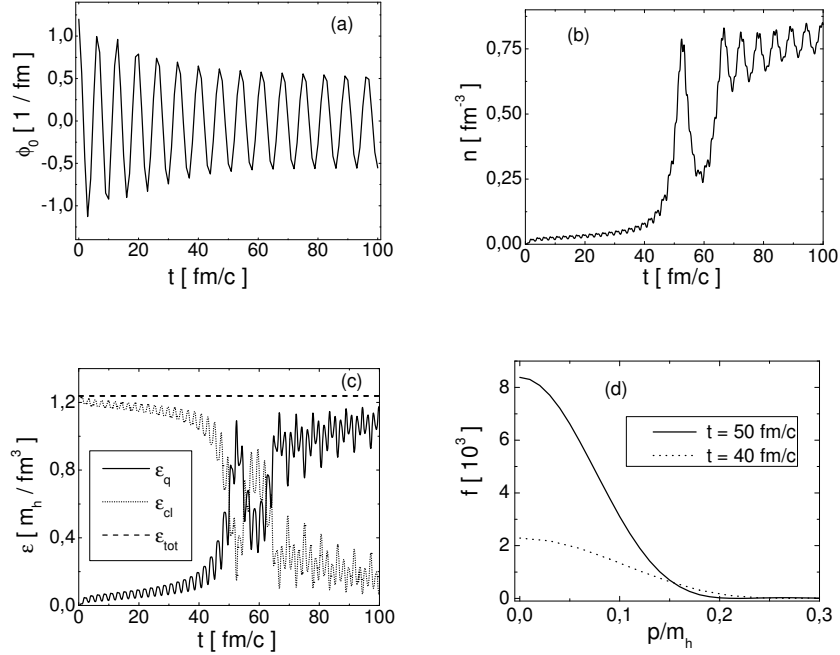 (a)
1,0
0,5
0,0
-0,5
-1,0
ϕ₀ [ 1 / fm ]
0 20 40 60 80 100
t [ fm/c ]
(b)
0,75
0,50
0,25
0,00
n [ fm⁻³ ]
0 20 40 60 80 100
t [ fm/c ]
(c)
1,2
0,8
0,4
0,0
ε [ mₕ / fm³ ]
ε_q
ε_cl
ε_tot
0 20 40 60 80 100
t [ fm/c ]
(d)
8
6
4
2
0
f [10³ ]
t = 50 fm/c
t = 40 fm/c
0,0 0,1 0,2 0,3
p/mₕ